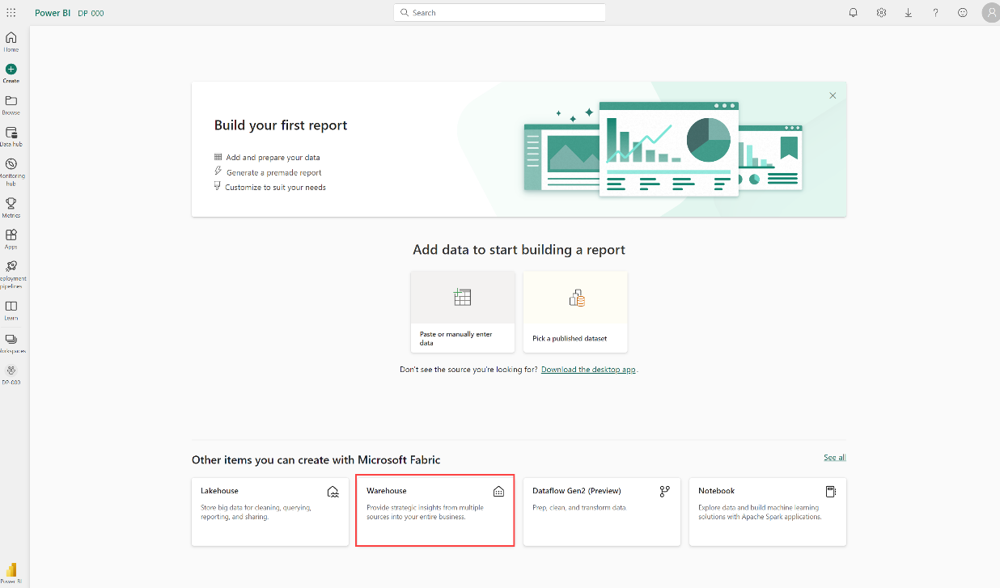 Power BI DP-000
Search
Home
Create
Browse
Data hub
Monitoring
hub
Metrics
Apps
eployment
pipelines
Learn
orkspaces
DP-000
Power BI
Build your first report
Add and prepare your data
Generate a premade report
Customize to suit your needs
Add data to start building a report
Paste or manually enter
data
Pick a published dataset
Don't see the source you're looking for? Download the desktop app.
Other items you can create with Microsoft Fabric
See all
Lakehouse
Store big data for cleaning, querying,
reporting, and sharing.
Warehouse
Provide strategic insights from multiple
sources into your entire business.
Dataflow Gen2 (Preview)
Prep, clean, and transform data.
Notebook
Explore data and build machine learning
solutions with Apache Spark applications.